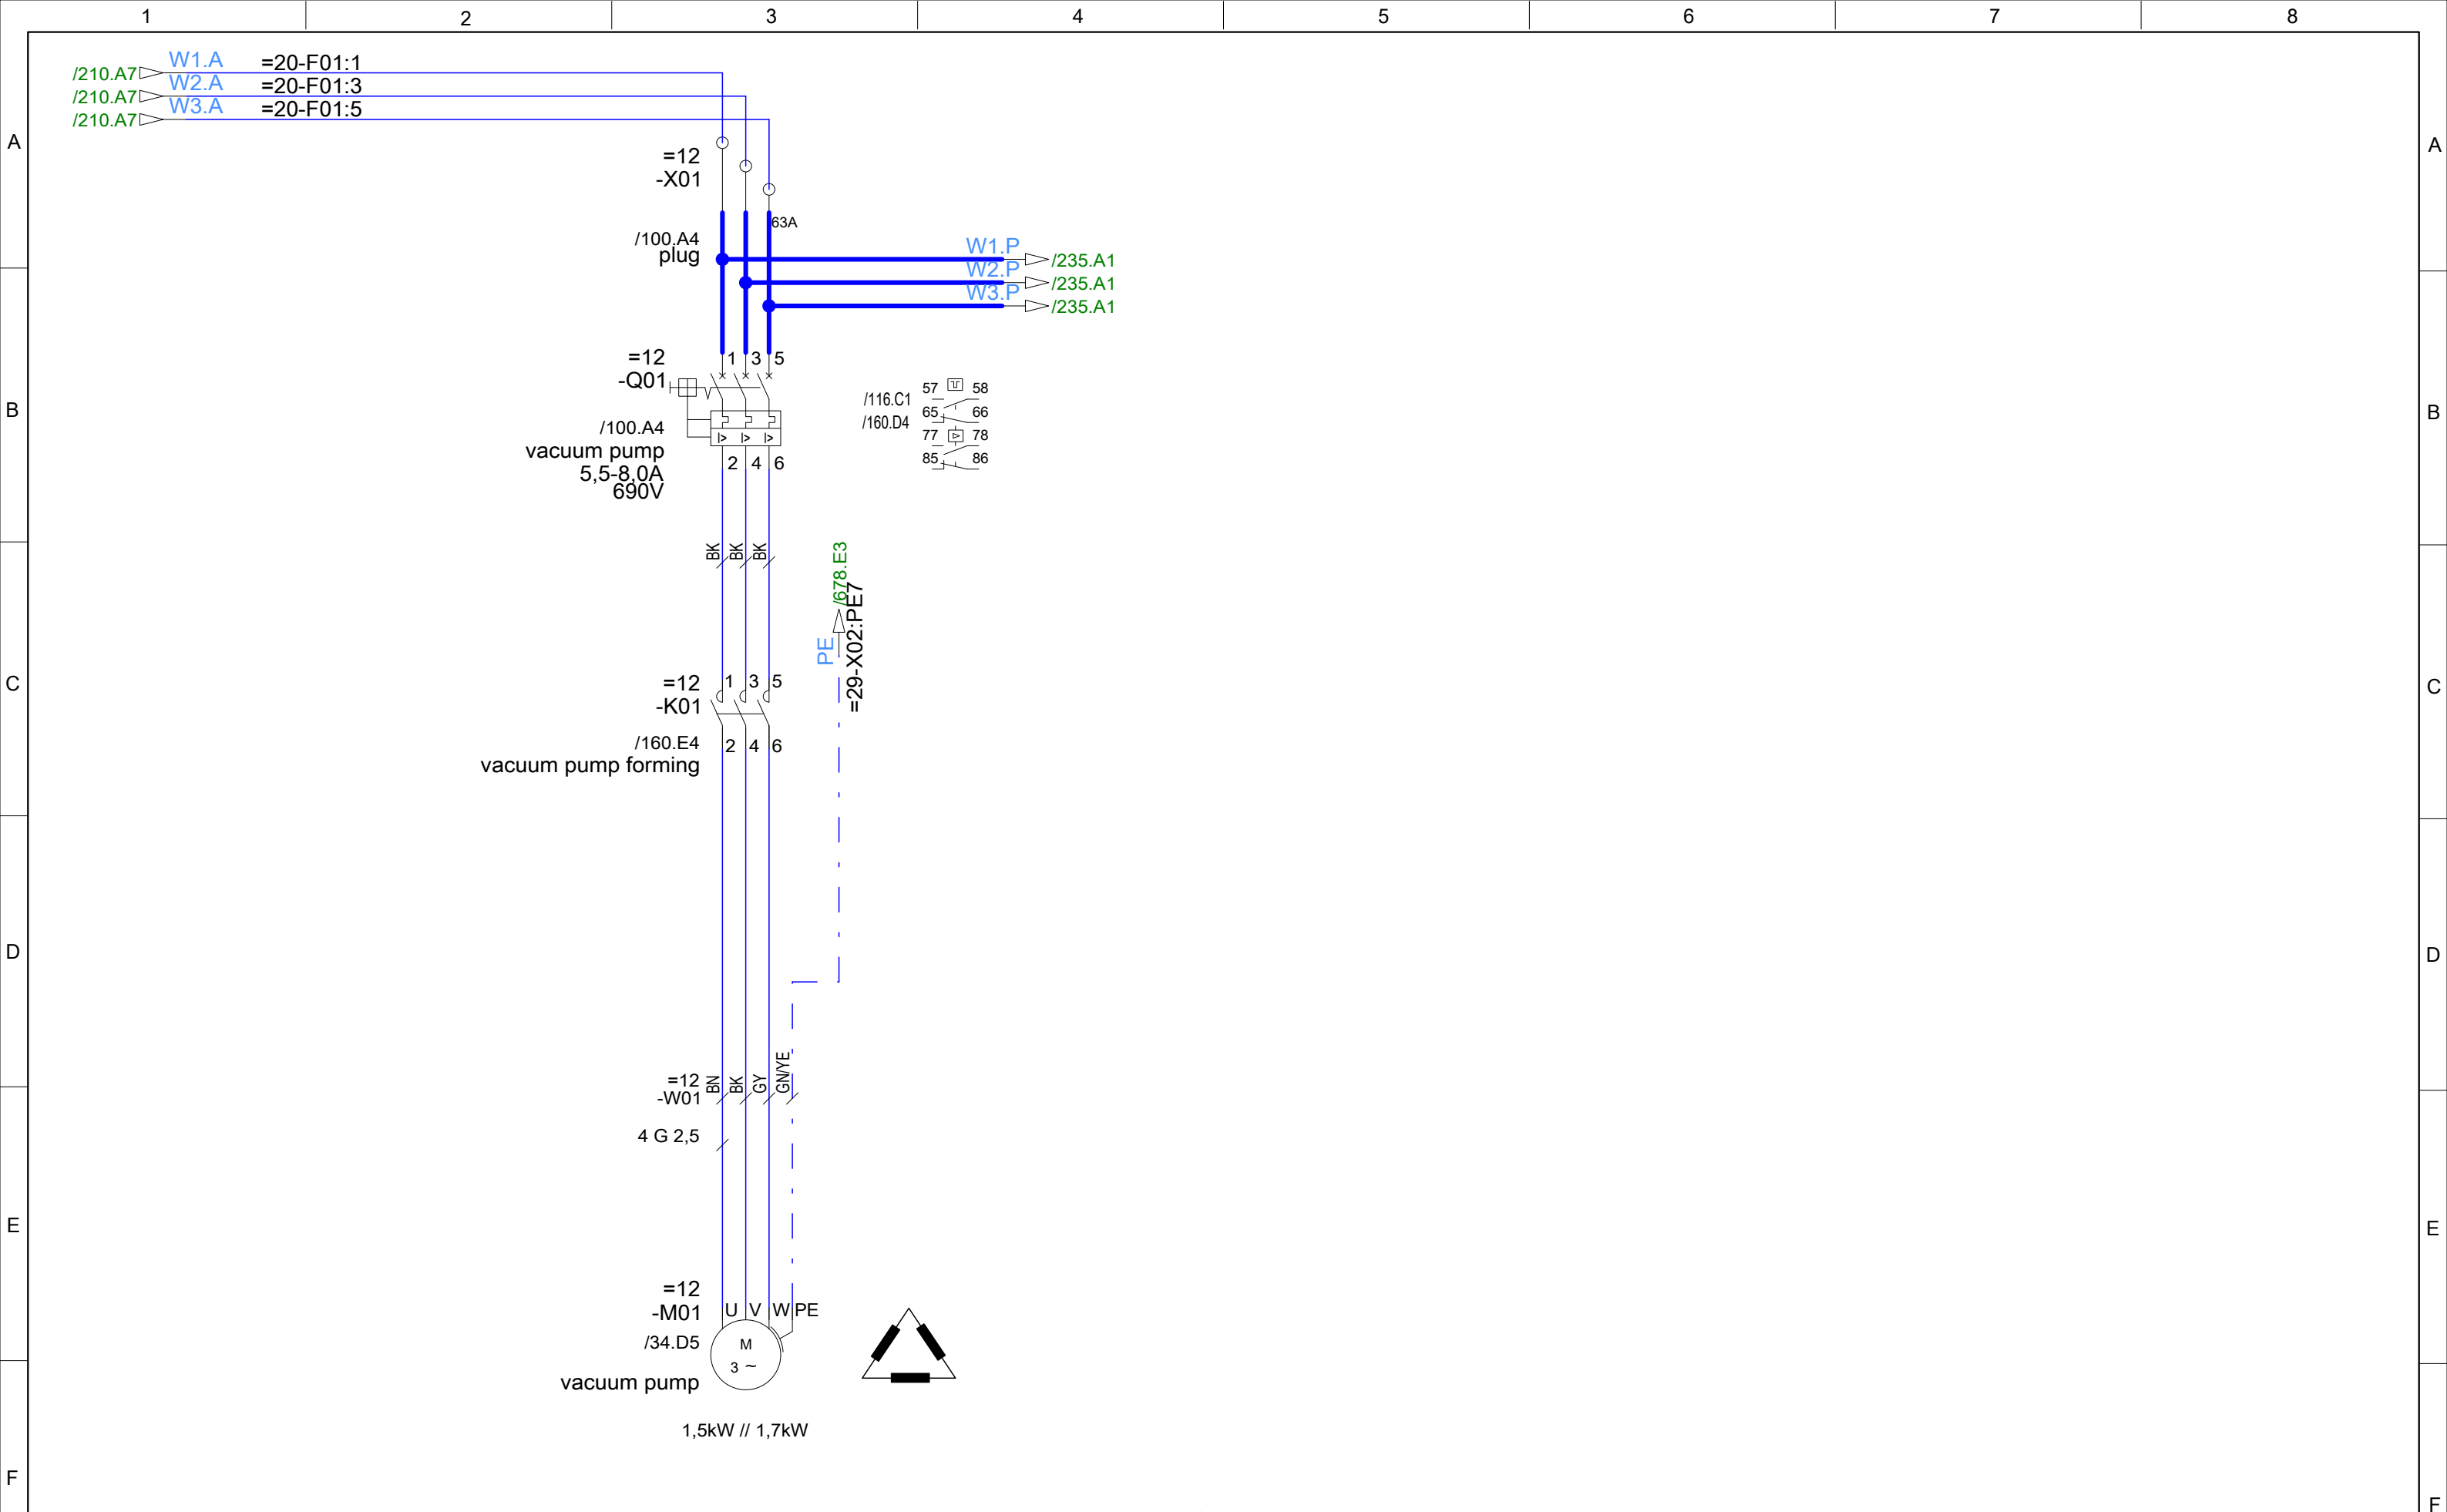 1 2 3 4 5 6 7 8
/210.A7 W1.A =20-F01:1
/210.A7 W2.A =20-F01:3
/210.A7 W3.A =20-F01:5
A A
=12
-X01
63A
/100.A4
plug
W1.P /235.A1
W2.P /235.A1
W3.P /235.A1
=12
-Q01
1 3 5
/100.A4
vacuum pump
5,5-8,0A
690V
2 4 6
/116.C1
/160.D4
57 58
65 66
77 78
85 86
B B
BK BK BK
/678.E3
=29-X02:PE7
PE
C C
=12
-K01
1 3 5
/160.E4
vacuum pump forming
2 4 6
D D
=12
-W01
BN BK GY GN/YE
4 G 2,5
E E
=12
-M01
U V W PE
/34.D5
M
3 ~
vacuum pump
1,5kW // 1,7kW
F F